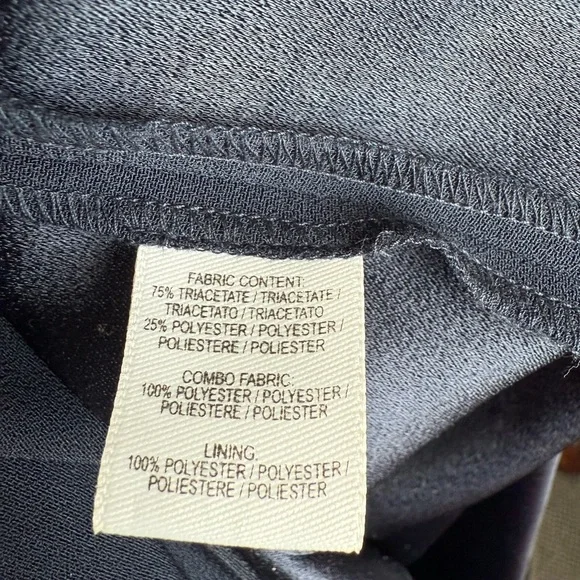 FABRIC CONTENT:
75% TRIACETATE / TRIACETATE /
TRIACETATO / TRIACETATO
25% POLYESTER / POLYESTER /
POLIESTERE / POLIESTER
COMBO FABRIC:
100% POLYESTER / POLYESTER /
POLIESTERE / POLIESTER
LINING:
100% POLYESTER / POLYESTER /
POLIESTERE / POLIESTER